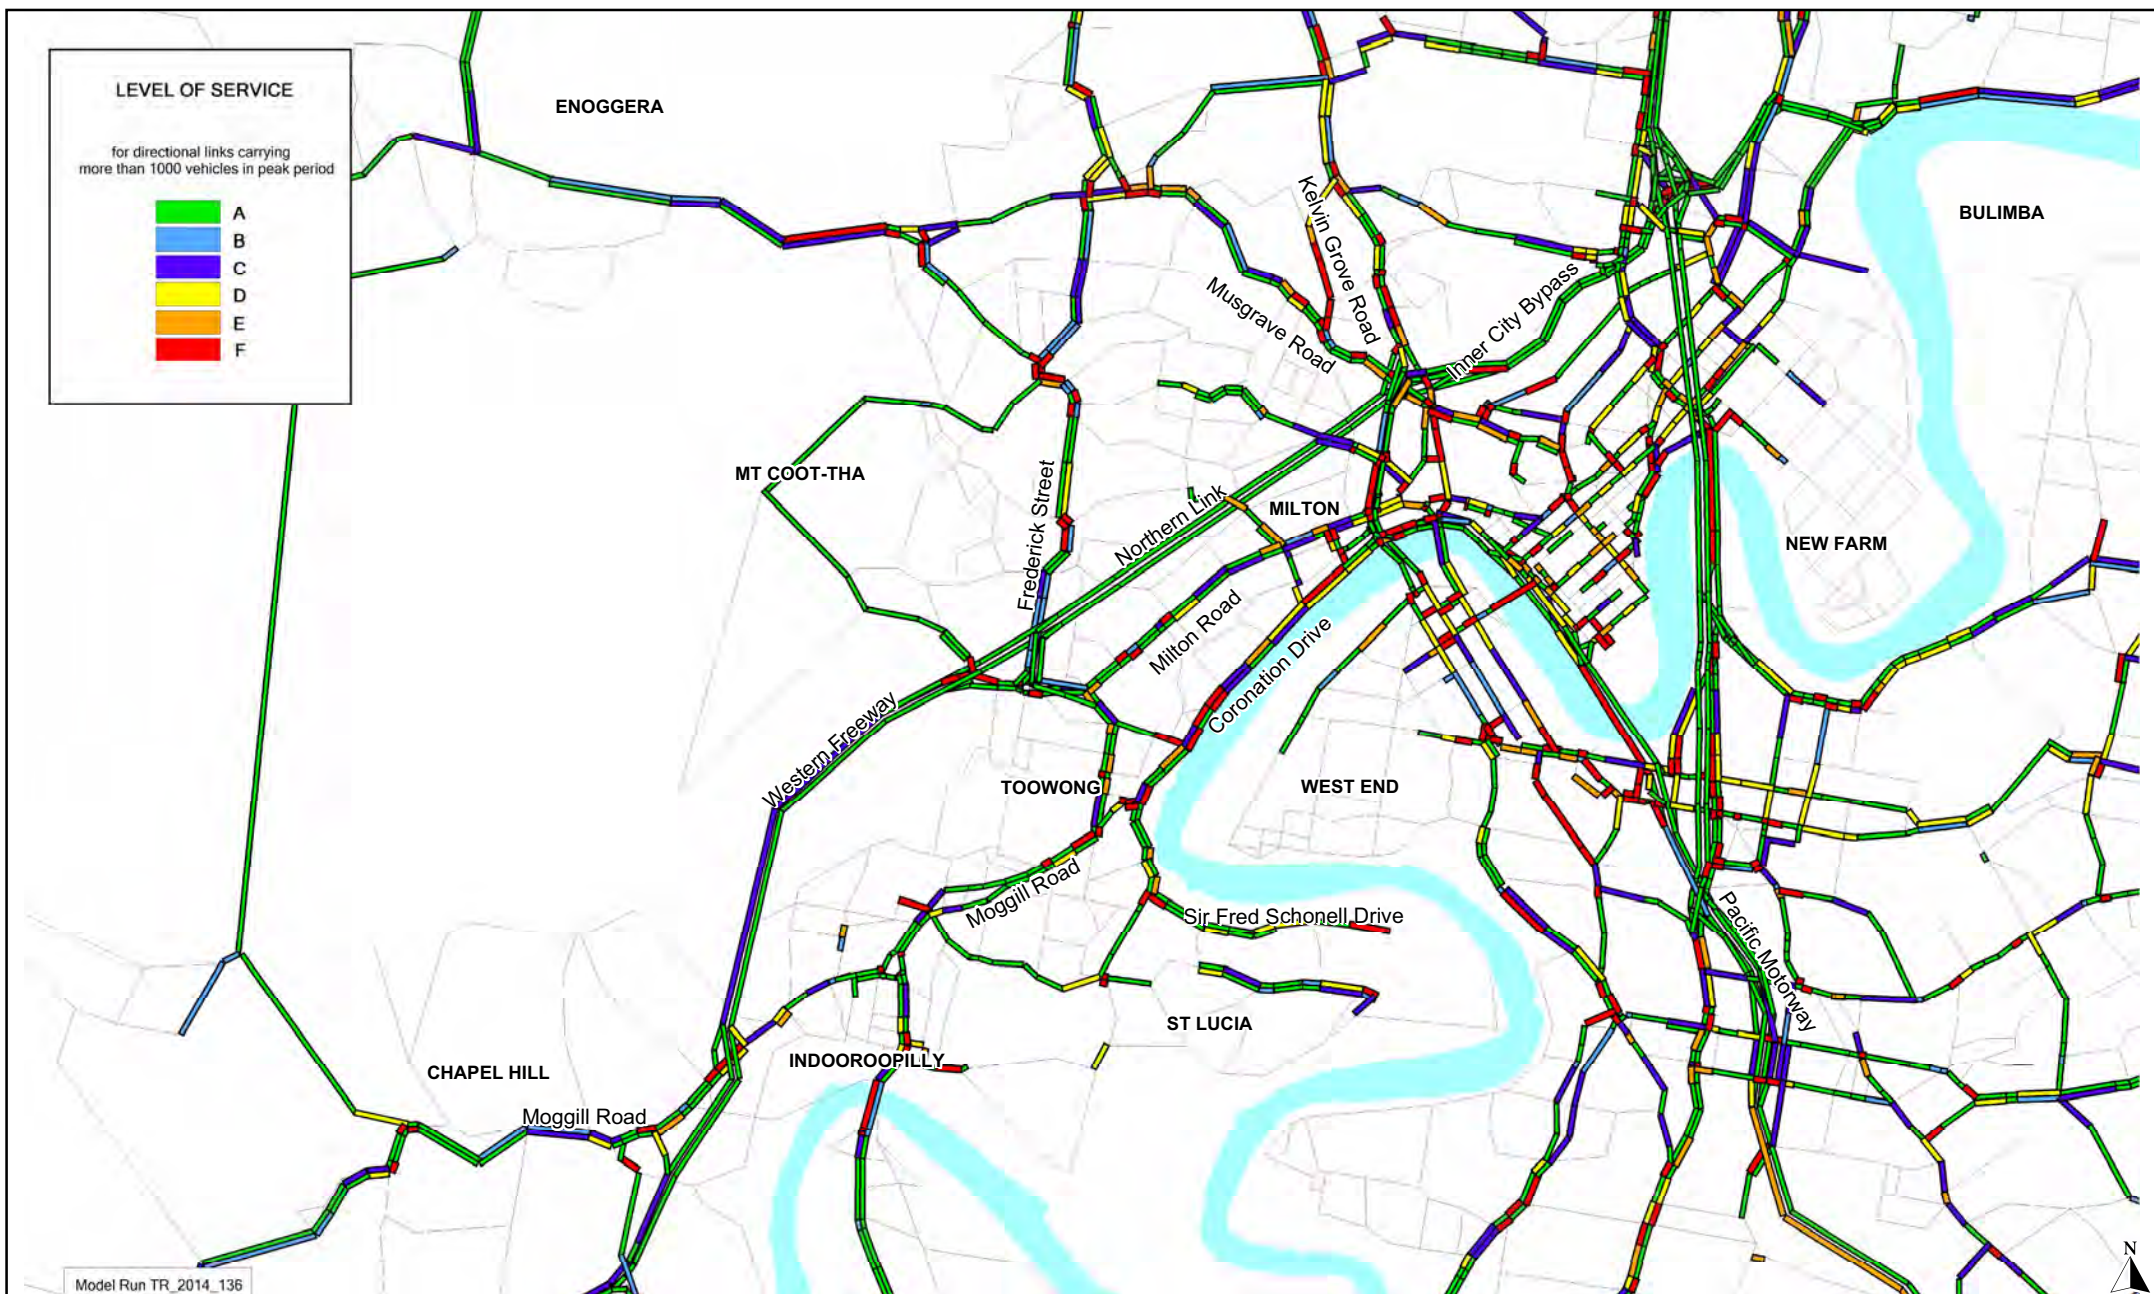 LEVEL OF SERVICE
for directional links carrying
more than 1000 vehicles in peak period
A
B
C
D
E
F
ENOGGERA
BULIMBA
Kelvin Grove Road
Inner City Bypass
Musgrave Road
MT COOT-THA
Frederick Street
Northern Link
MILTON
NEW FARM
Milton Road
Coronation Drive
Western Freeway
TOOWONG
WEST END
Moggill Road
Sir Fred Schonell Drive
Pacific Motorway
ST LUCIA
INDOOROOPILLY
CHAPEL HILL
Moggill Road
Model Run TR_2014_136
N